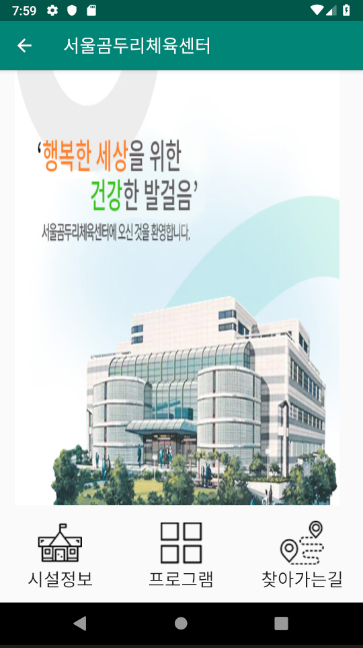 7:59
서울곰두리체육센터
‘행복한 세상을 위한
건강한 발걸음’
서울곰두리체육센터에 오신 것을 환영합니다.
시설정보 프로그램 찾아가는길